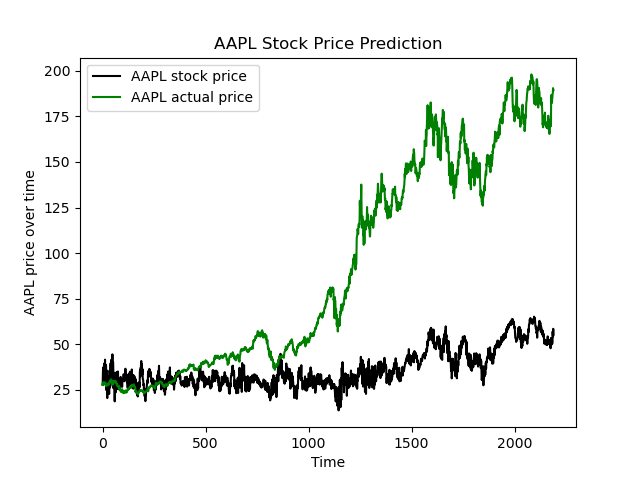 AAPL Stock Price Prediction
AAPL stock price
AAPL actual price
AAPL price over time
200
175
150
125
100
75
50
25
0
500
1000
1500
2000
Time